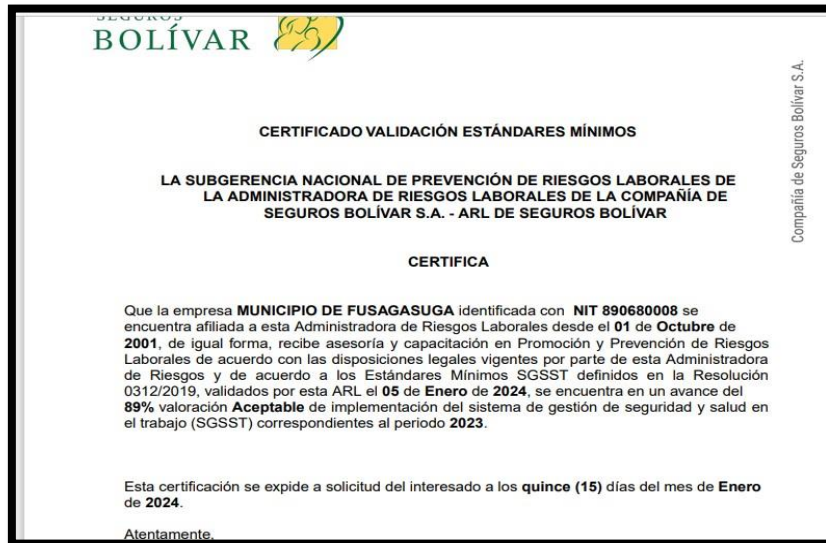 SEGUROS
BOLÍVAR
Compañía de Seguros Bolívar S.A.
CERTIFICADO VALIDACIÓN ESTÁNDARES MÍNIMOS
LA SUBGERENCIA NACIONAL DE PREVENCIÓN DE RIESGOS LABORALES DE
LA ADMINISTRADORA DE RIESGOS LABORALES DE LA COMPAÑÍA DE
SEGUROS BOLÍVAR S.A. - ARL DE SEGUROS BOLÍVAR
CERTIFICA
Que la empresa MUNICIPIO DE FUSAGASUGA identificada con NIT 890680008 se
encuentra afiliada a esta Administradora de Riesgos Laborales desde el 01 de Octubre de
2001, de igual forma, recibe asesoría y capacitación en Promoción y Prevención de Riesgos
Laborales de acuerdo con las disposiciones legales vigentes por parte de esta Administradora
de Riesgos y de acuerdo a los Estándares Mínimos SGSST definidos en la Resolución
0312/2019, validados por esta ARL el 05 de Enero de 2024, se encuentra en un avance del
89% valoración Aceptable de implementación del sistema de gestión de seguridad y salud en
el trabajo (SGSST) correspondientes al periodo 2023.
Esta certificación se expide a solicitud del interesado a los quince (15) días del mes de Enero
de 2024.
Atentamente,